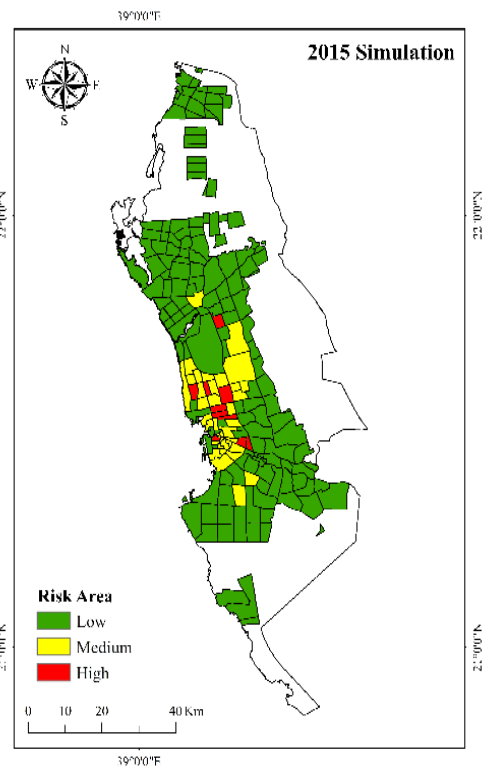 39°0'0"E
2015 Simulation
N
W E
S
22°0'0"N 22°0'0"N
Risk Area
Low
Medium
High
21°0'0"N 21°0'0"N
0 10 20 40 Km
39°0'0"E